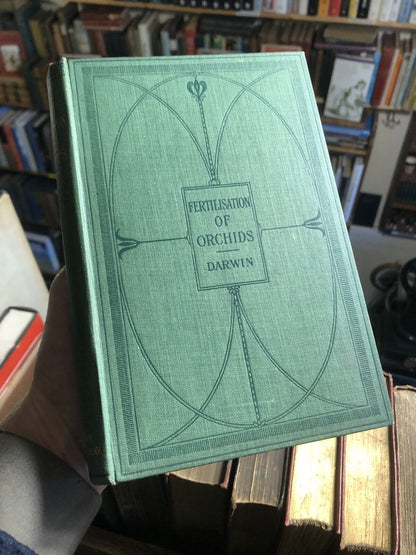 FERTILISATION
OF
ORCHIDS
DARWIN